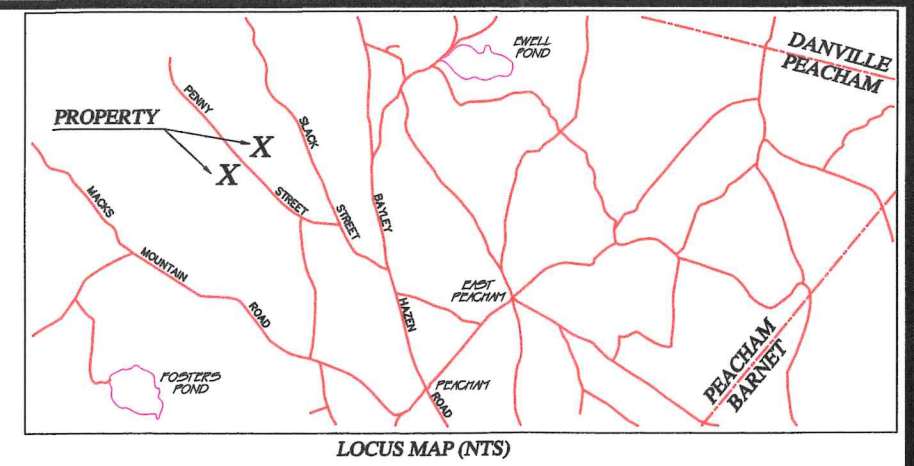 EWELL
POND
DANVILLE
PEACHAM
PENNY
STREET
PROPERTY
X
X
SLACK
STREET
BAYLEY
HAZEN
ROAD
MACKS
MOUNTAIN
ROAD
EAST
PEACHAM
PEACHAM
BARNET
FOSTERS
POND
PEACHAM
LOCUS MAP (NTS)